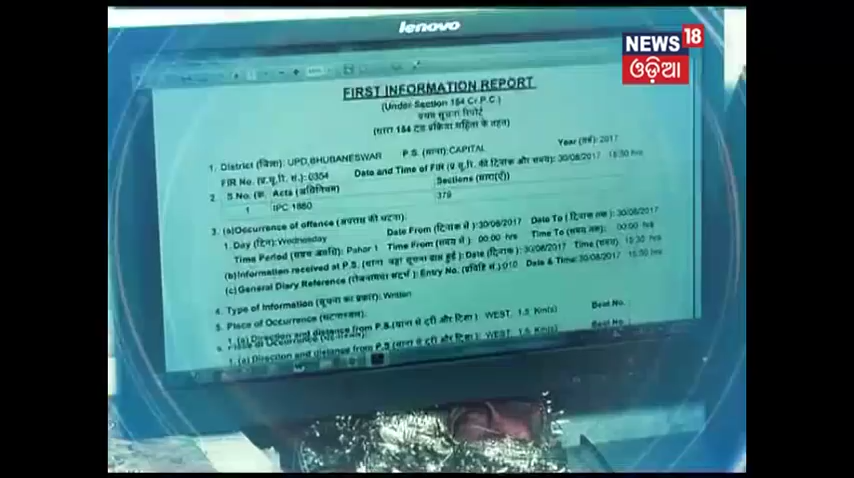 lenovo
NEWS 18
ଓଡ଼ିଆ
FIRST INFORMATION REPORT
(Under Section 154 Cr.P.C.)
प्रथम सूचना रिपोर्ट
(धारा 154 दंड प्रक्रिया संहिता के तहत)
1. District (जिला): UPD,BHUBANESWAR P.S. (थाना): CAPITAL Year (वर्ष): 2017
FIR No. (प्र.सू.रि. सं.): 0354 Date and Time of FIR (प्र.सू.रि. की दिनांक और समय): 30/08/2017 15:30 hrs
2. S.No. (क्र. Acts (अधिनियम) Sections (धारा(एँ))
1 IPC 1860 379
3. (a)Occurrence of offence (अपराध की घटना):
1. Day (दिन):Wednesday Date From (दिनांक से):30/08/2017 Date To (दिनांक तक): 30/08/2017
Time Period (समय अवधि): Pahar 1 Time From (समय से): 00:00 hrs Time To (समय तक): 00:00 hrs
(b)Information received at P.S. (थाना जहा सूचना प्राप्त हुई): Date (दिनांक): 30/08/2017 Time (समय): 15:30 hrs
(c)General Diary Reference (रोजनामचा संदर्भ): Entry No. (प्रविष्टि सं.):010 Date & Time:30/08/2017 15:30 hrs
4. Type of Information (सूचना का प्रकार): Written
5. Place of Occurrence (घटनास्थल):
1. (a) Direction and distance from P.S.(थाना से दूरी और दिशा): WEST, 1.5 Km(s) Beat No. :
1. (a) Direction and distance from P.S.(थाना से दूरी और दिशा): WEST, 1.5 Km(s) Beat No. :